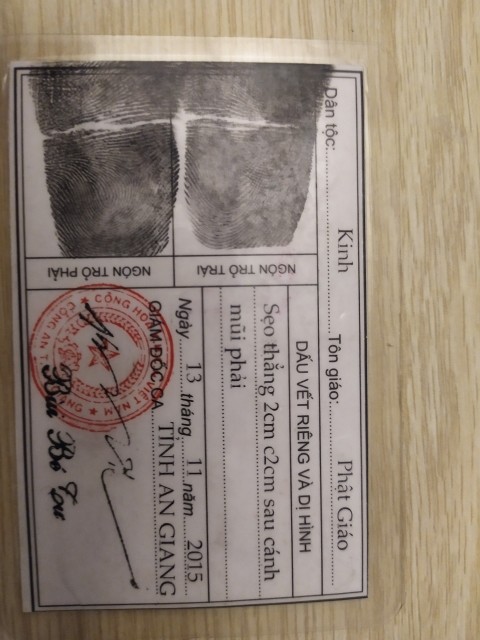 Dân tộc: Kinh Tôn giáo: Phật Giáo
NGÓN TRỎ TRÁI
NGÓN TRỎ PHẢI
DẤU VẾT RIÊNG VÀ DỊ HÌNH
Sẹo thẳng 2cm c2cm sau cánh
mũi phải
Ngày 13 tháng 11 năm 2015
GIÁM ĐỐC CA TỈNH AN GIANG